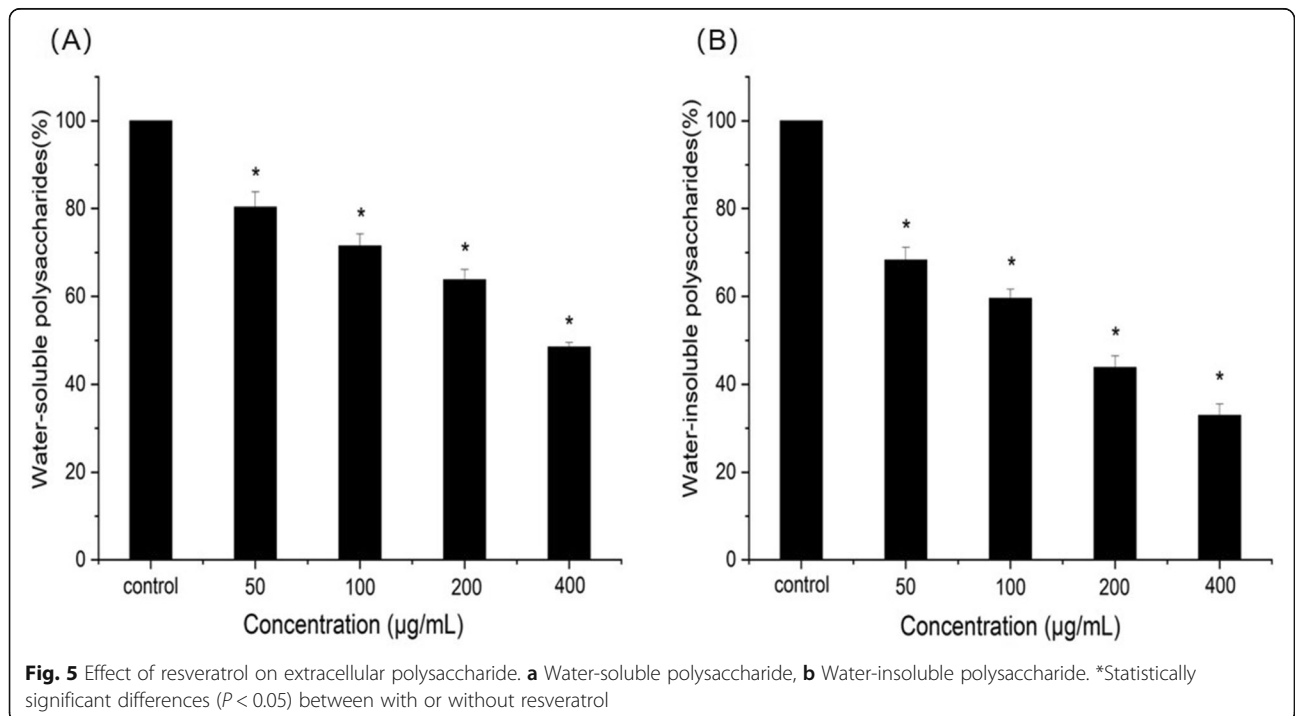 (A)
Water-soluble polysaccharides(%)
100
80
60
40
20
0
*
*
*
*
control 50 100 200 400
Concentration (µg/mL)
(B)
Water-insoluble polysaccharides(%)
100
80
60
40
20
0
*
*
*
*
control 50 100 200 400
Concentration (µg/mL)
Fig. 5 Effect of resveratrol on extracellular polysaccharide. a Water-soluble polysaccharide, b Water-insoluble polysaccharide. *Statistically
significant differences (P < 0.05) between with or without resveratrol